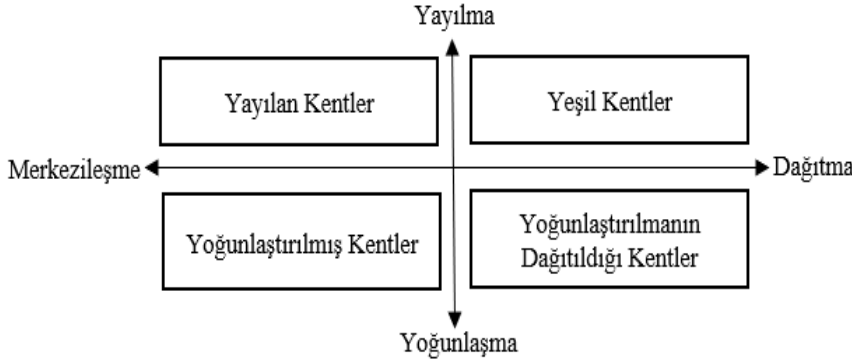 Yayılma
Yayılan Kentler
Yeşil Kentler
Merkezileşme
Dağıtma
Yoğunlaştırılmış Kentler
Yoğunlaştırılmanın
Dağıtıldığı Kentler
Yoğunlaşma